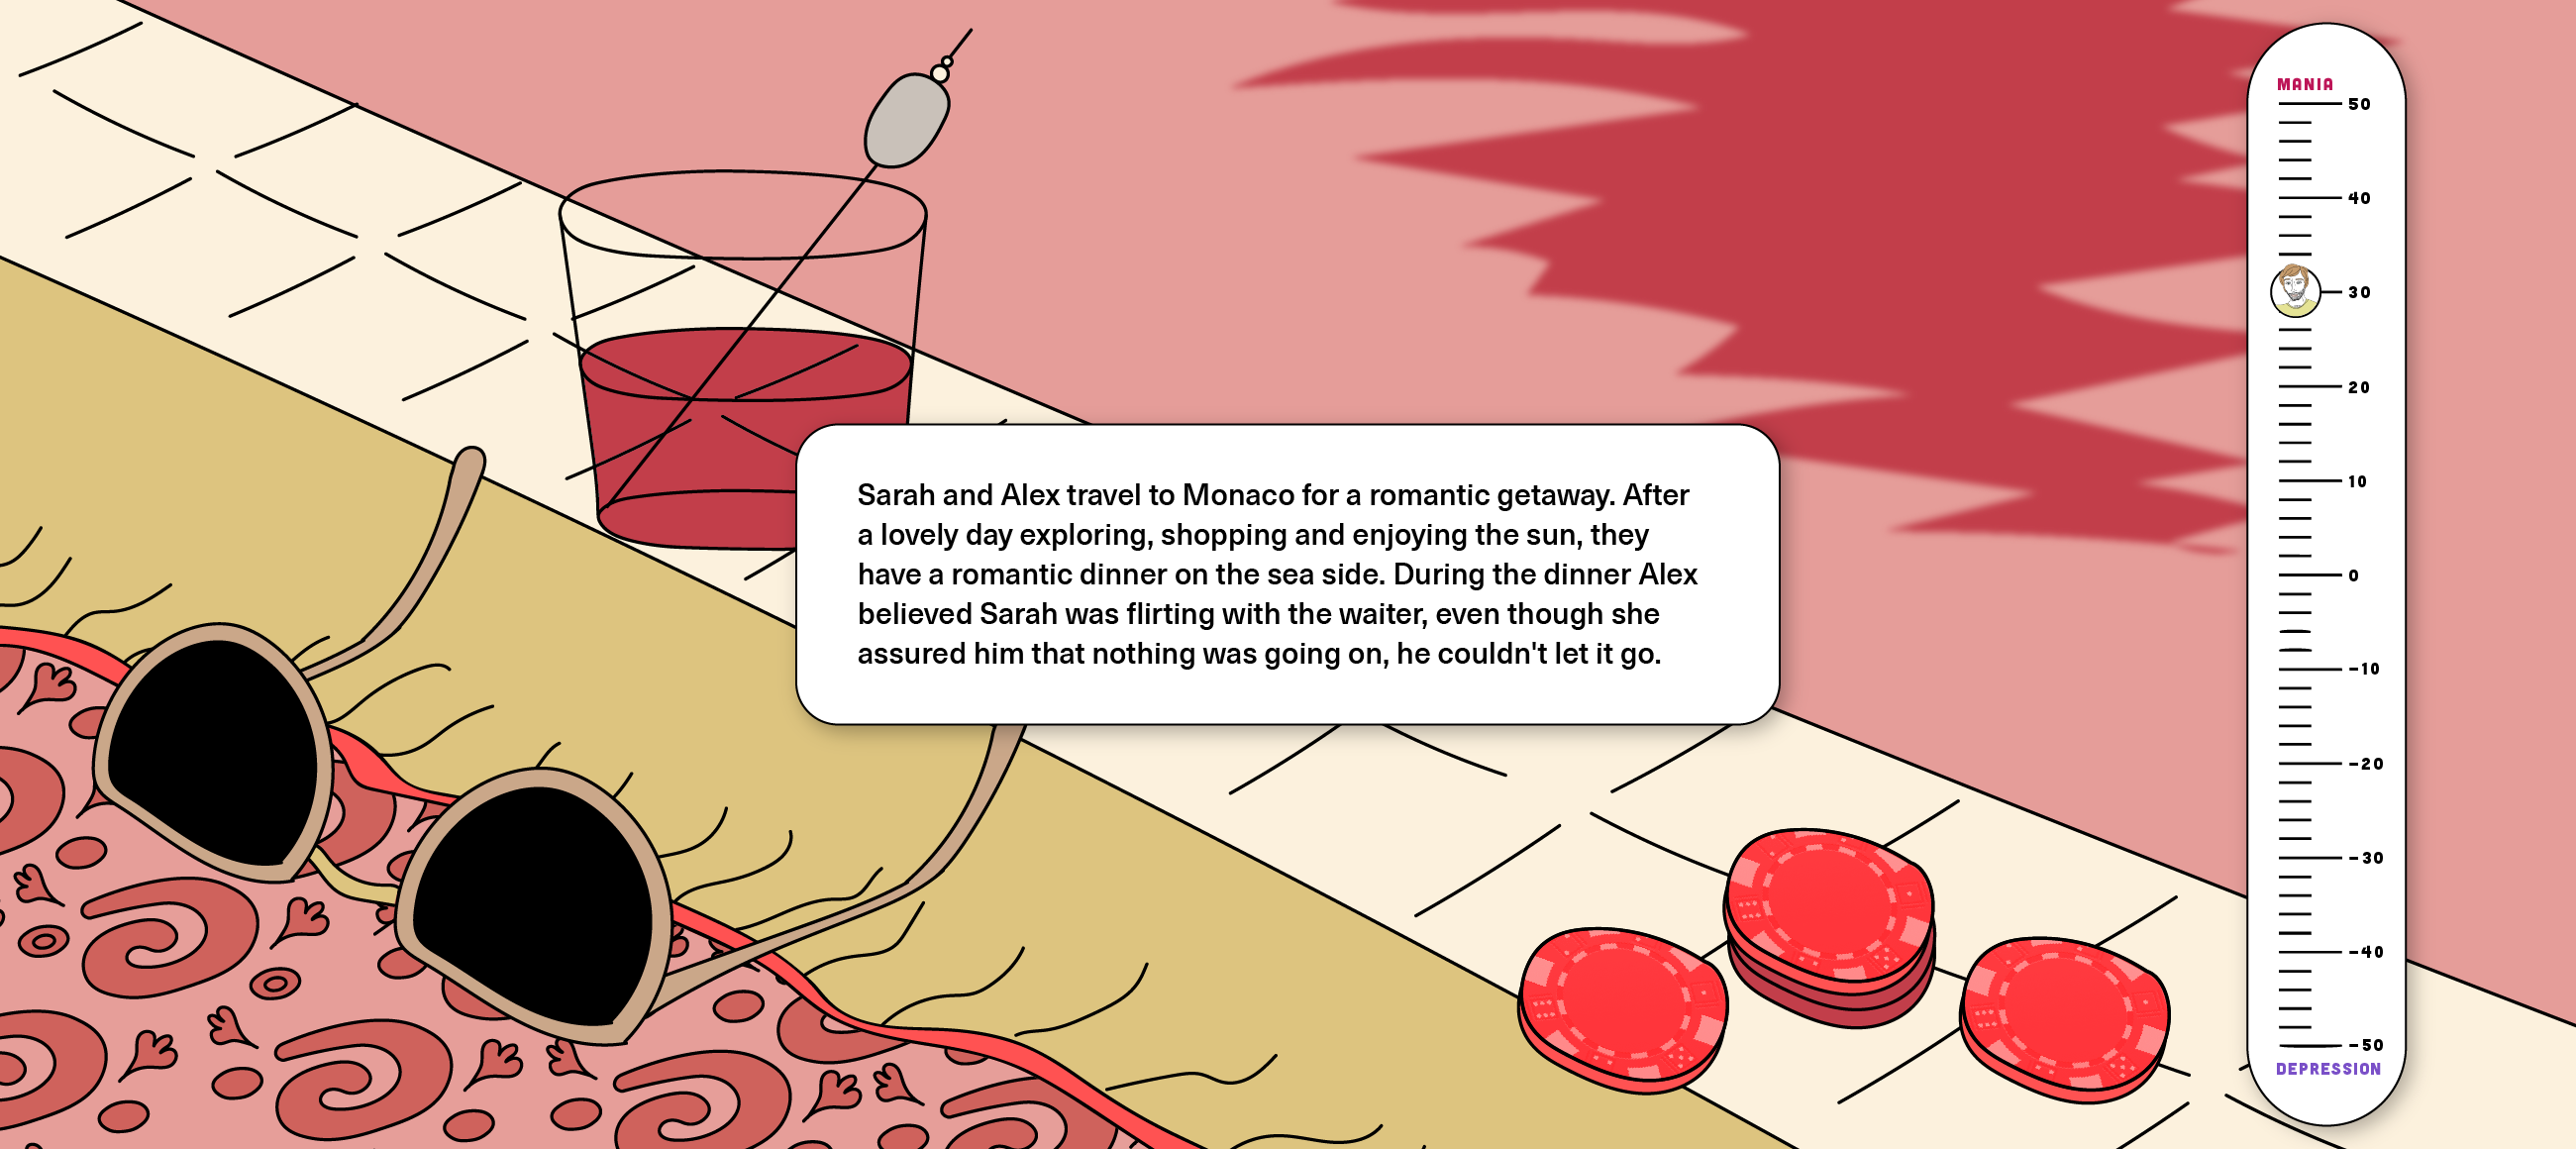 Sarah and Alex travel to Monaco for a romantic getaway. After
a lovely day exploring, shopping and enjoying the sun, they
have a romantic dinner on the sea side. During the dinner Alex
believed Sarah was flirting with the waiter, even though she
assured him that nothing was going on, he couldn't let it go.
MANIA
50
40
30
20
10
0
-10
-20
-30
-40
-50
DEPRESSION